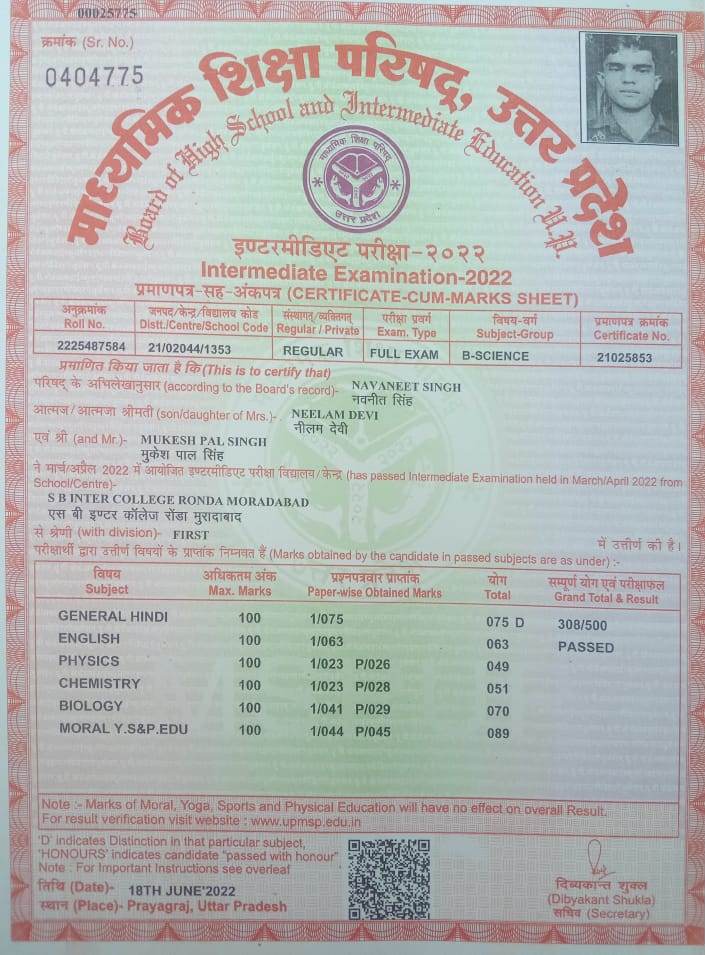 00025775
क्रमांक (Sr. No.)
0404775
माध्यमिक शिक्षा परिषद्, उत्तर प्रदेश
Board of High School and Intermediate Education U.P.
माध्यमिक शिक्षा परिषद
उत्तर प्रदेश
इण्टरमीडिएट परीक्षा-२०२२
Intermediate Examination-2022
प्रमाणपत्र-सह-अंकपत्र (CERTIFICATE-CUM-MARKS SHEET)
अनुक्रमांक जनपद/केन्द्र/विद्यालय कोड संस्थागत/व्यक्तिगत परीक्षा प्रवर्ग विषय-वर्ग प्रमाणपत्र क्रमांक
Roll No. Distt./Centre/School Code Regular / Private Exam. Type Subject-Group Certificate No.
2225487584 21/02044/1353 REGULAR FULL EXAM B-SCIENCE 21025853
प्रमाणित किया जाता है कि (This is to certify that)
परिषद के अभिलेखानुसार (according to the Board's record)- NAVANEET SINGH
नवनीत सिंह
आत्मज/आत्मजा श्रीमती (son/daughter of Mrs.)- NEELAM DEVI
नीलम देवी
एवं श्री (and Mr.)- MUKESH PAL SINGH
मुकेश पाल सिंह
ने मार्च/अप्रैल 2022 में आयोजित इण्टरमीडिएट परीक्षा विद्यालय/केन्द्र (has passed Intermediate Examination held in March/April 2022 from
School/Centre)-
S B INTER COLLEGE RONDA MORADABAD
एस बी इण्टर कॉलेज रोंडा मुरादाबाद
से श्रेणी (with division)- FIRST में उत्तीर्ण की है।
परीक्षार्थी द्वारा उत्तीर्ण विषयों के प्राप्तांक निम्नवत हैं (Marks obtained by the candidate in passed subjects are as under) :-
विषय अधिकतम अंक प्रश्नपत्रवार प्राप्तांक योग सम्पूर्ण योग एवं परीक्षाफल
Subject Max. Marks Paper-wise Obtained Marks Total Grand Total & Result
GENERAL HINDI 100 1/075 075 D 308/500
ENGLISH 100 1/063 063 PASSED
PHYSICS 100 1/023 P/026 049
CHEMISTRY 100 1/023 P/028 051
BIOLOGY 100 1/041 P/029 070
MORAL Y.S&P.EDU 100 1/044 P/045 089
Note :- Marks of Moral, Yoga, Sports and Physical Education will have no effect on overall Result.
For result verification visit website : www.upmsp.edu.in
'D' indicates Distinction in that particular subject,
'HONOURS' indicates candidate "passed with honour"
Note : For Important Instructions see overleaf
तिथि (Date)- 18TH JUNE'2022
स्थान (Place)- Prayagraj, Uttar Pradesh
दिब्यकान्त शुक्ल
(Dibyakant Shukla)
सचिव (Secretary)